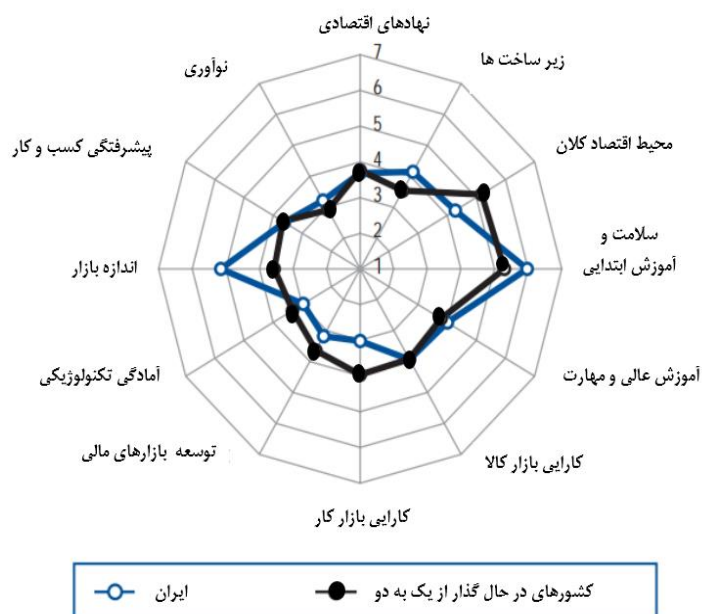 نهادهای اقتصادی
زیر ساخت ها
محیط اقتصاد کلان
سلامت و
آموزش ابتدایی
آموزش عالی و مهارت
کارایی بازار کالا
کارایی بازار کار
توسعه بازارهای مالی
آمادگی تکنولوژیکی
اندازه بازار
پیشرفتگی کسب و کار
نوآوری
7
6
5
4
3
2
1
ایران
کشورهای در حال گذار از یک به دو